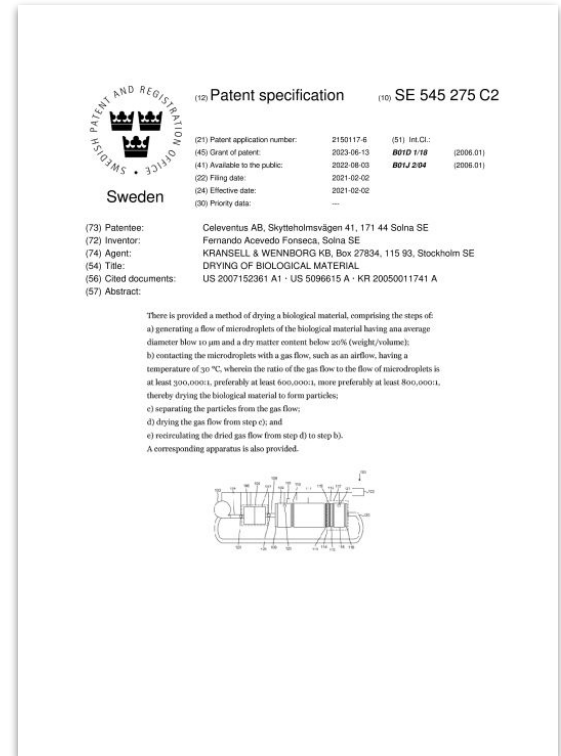 SWEDISH PATENT AND REGISTRATION OFFICE
Sweden
(12) Patent specification (10) SE 545 275 C2
(21) Patent application number: 2150117-6 (51) Int.Cl.:
(45) Grant of patent: 2023-06-13 B01D 1/18 (2006.01)
(41) Available to the public: 2022-08-03 B01J 2/04 (2006.01)
(22) Filing date: 2021-02-02
(24) Effective date: 2021-02-02
(30) Priority data: —
(73) Patentee: Celeventus AB, Skytteholmsvägen 41, 171 44 Solna SE
(72) Inventor: Fernando Acevedo Fonseca, Solna SE
(74) Agent: KRANSELL & WENNBORG KB, Box 27834, 115 93, Stockholm SE
(54) Title: DRYING OF BIOLOGICAL MATERIAL
(56) Cited documents: US 2007152361 A1 · US 5096615 A · KR 20050011741 A
(57) Abstract:
There is provided a method of drying a biological material, comprising the steps of:
a) generating a flow of microdroplets of the biological material having ana average
diameter blow 10 µm and a dry matter content below 20% (weight/volume);
b) contacting the microdroplets with a gas flow, such as an airflow, having a
temperature of 30 °C, wherein the ratio of the gas flow to the flow of microdroplets is
at least 300,000:1, preferably at least 600,000:1, more preferably at least 800,000:1,
thereby drying the biological material to form particles;
c) separating the particles from the gas flow;
d) drying the gas flow from step c); and
e) recirculating the dried gas flow from step d) to step b).
A corresponding apparatus is also provided.